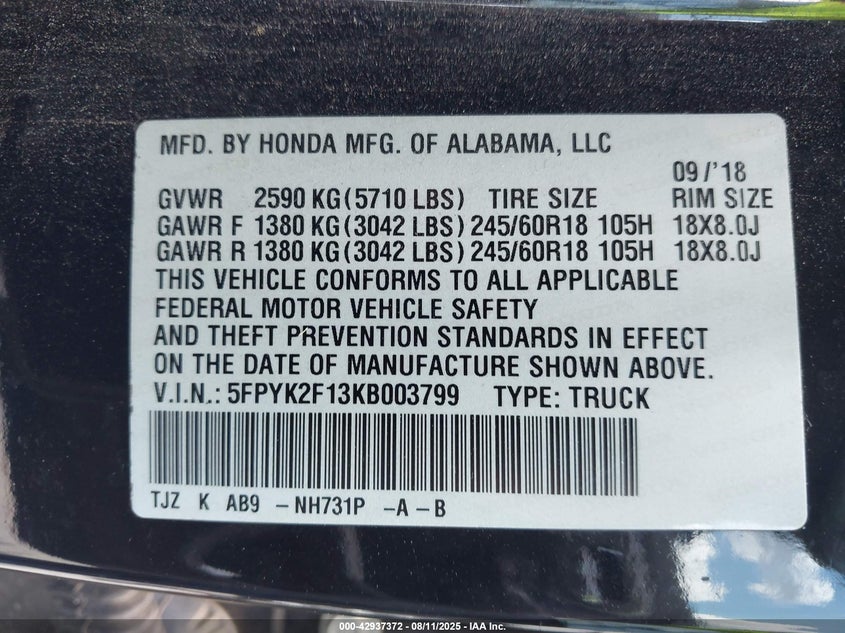 MFD. BY HONDA MFG. OF ALABAMA, LLC
09/'18
GVWR 2590 KG(5710 LBS) TIRE SIZE RIM SIZE
GAWR F 1380 KG(3042 LBS) 245/60R18 105H 18X8.0J
GAWR R 1380 KG(3042 LBS) 245/60R18 105H 18X8.0J
THIS VEHICLE CONFORMS TO ALL APPLICABLE
FEDERAL MOTOR VEHICLE SAFETY
AND THEFT PREVENTION STANDARDS IN EFFECT
ON THE DATE OF MANUFACTURE SHOWN ABOVE.
V.I.N.: 5FPYK2F13KB003799 TYPE: TRUCK
TJZ K AB9 -NH731P -A-B
000-42937372 - 08/11/2025 - IAA Inc.